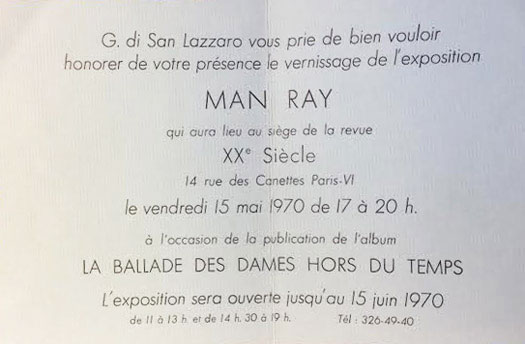 G. di San Lazzaro vous prie de bien vouloir
honorer de votre présence le vernissage de l'exposition
MAN RAY
qui aura lieu au siège de la revue
XXe Siècle
14 rue des Canettes Paris-VI
le vendredi 15 mai 1970 de 17 à 20 h.
à l'occasion de la publication de l'album
LA BALLADE DES DAMES HORS DU TEMPS
L'exposition sera ouverte jusqu'au 15 juin 1970
de 11 à 13 h et de 14 h. 30 à 19 h. Tél : 326-49-40